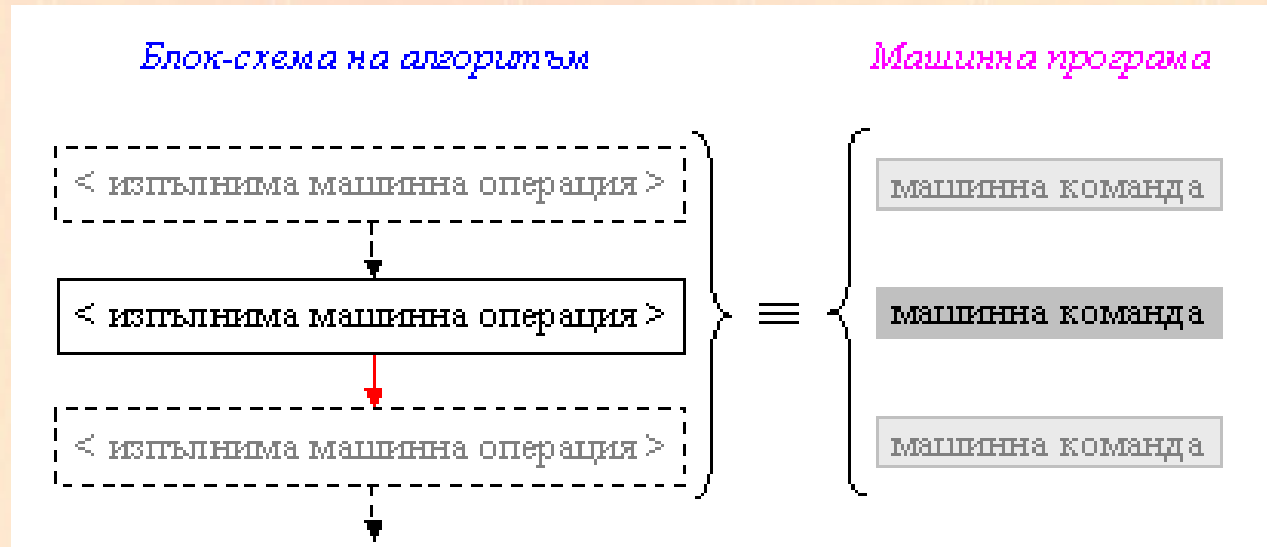 Блок-схема на алгоритъм
Машинна програма
< изпълнима машинна операция >
машинна команда
< изпълнима машинна операция >
≡
машинна команда
< изпълнима машинна операция >
машинна команда